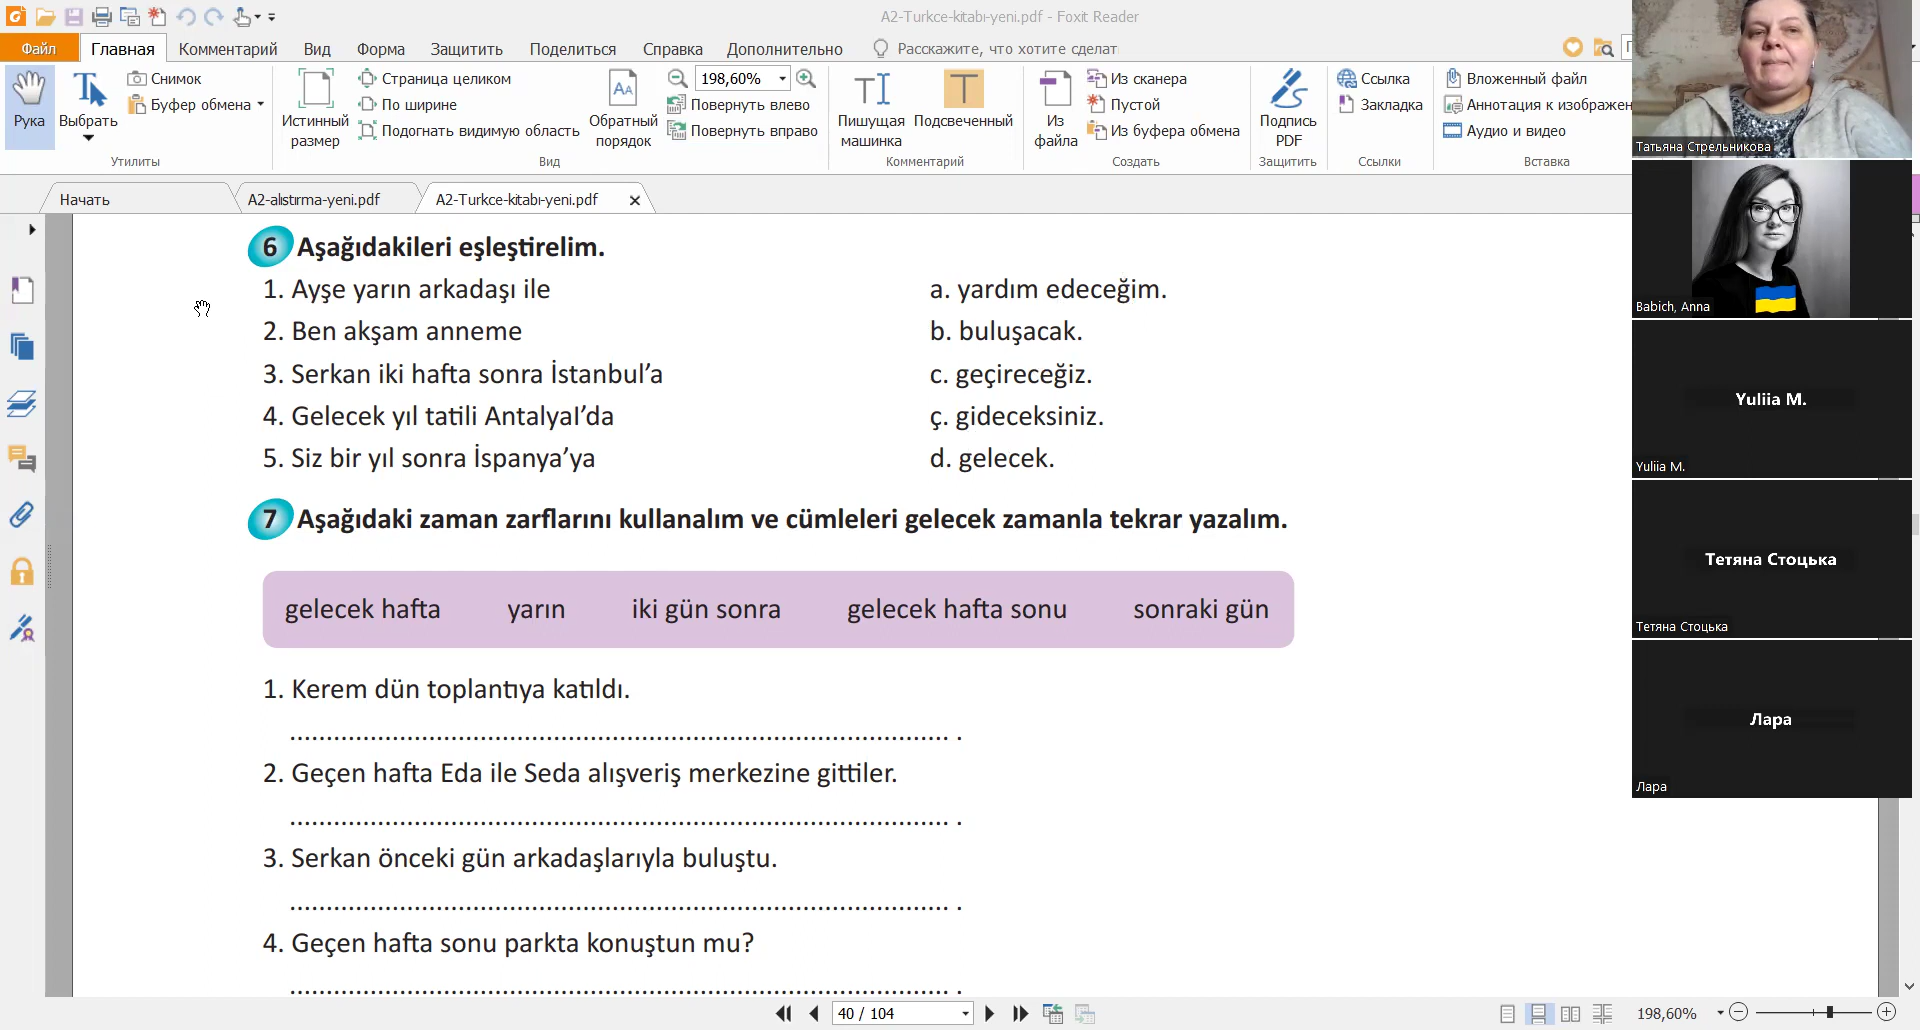 A2-Turkce-kitabı-yeni.pdf - Foxit Reader
Файл Главная Комментарий Вид Форма Защитить Поделиться Справка Дополнительно Расскажите, что хотите сделат
Рука
Выбрать
Снимок
Буфер обмена
Утилиты
Истинный размер
Страница целиком
По ширине
Подогнать видимую область
Обратный порядок
198,60%
Повернуть влево
Повернуть вправо
Вид
Пишущая машинка
Подсвеченный
Комментарий
Из файла
Из сканера
Пустой
Из буфера обмена
Создать
Подпись PDF
Защитить
Ссылка
Закладка
Ссылки
Вложенный файл
Аннотация к изображен
Аудио и видео
Вставка
Начать A2-alıstırma-yeni.pdf A2-Turkce-kitabı-yeni.pdf
6 Aşağıdakileri eşleştirelim.
1. Ayşe yarın arkadaşı ile a. yardım edeceğim.
2. Ben akşam anneme b. buluşacak.
3. Serkan iki hafta sonra İstanbul’a c. geçireceğiz.
4. Gelecek yıl tatili Antalyal’da ç. gideceksiniz.
5. Siz bir yıl sonra İspanya’ya d. gelecek.
7 Aşağıdaki zaman zarflarını kullanalım ve cümleleri gelecek zamanla tekrar yazalım.
gelecek hafta yarın iki gün sonra gelecek hafta sonu sonraki gün
1. Kerem dün toplantıya katıldı.
.......................................................................................... .
2. Geçen hafta Eda ile Seda alışveriş merkezine gittiler.
.......................................................................................... .
3. Serkan önceki gün arkadaşlarıyla buluştu.
.......................................................................................... .
4. Geçen hafta sonu parkta konuştun mu?
.......................................................................................... .
40 / 104
198,60%
Татьяна Стрельникова
Babich, Anna
Yuliia M.
Yuliia M.
Тетяна Стоцька
Тетяна Стоцька
Лара
Лара